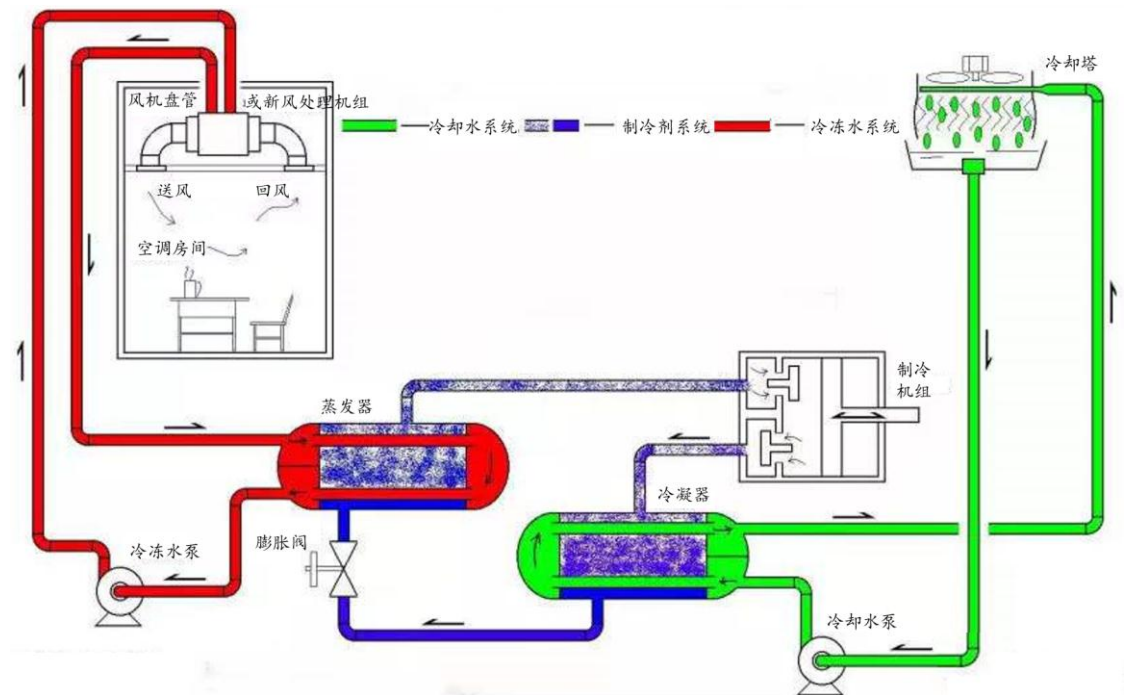 冷却塔
风机盘管 或新风处理机组
冷却水系统 制冷剂系统 冷冻水系统
送风 回风
空调房间
制冷
机组
蒸发器
冷凝器
膨胀阀
冷冻水泵
冷却水泵